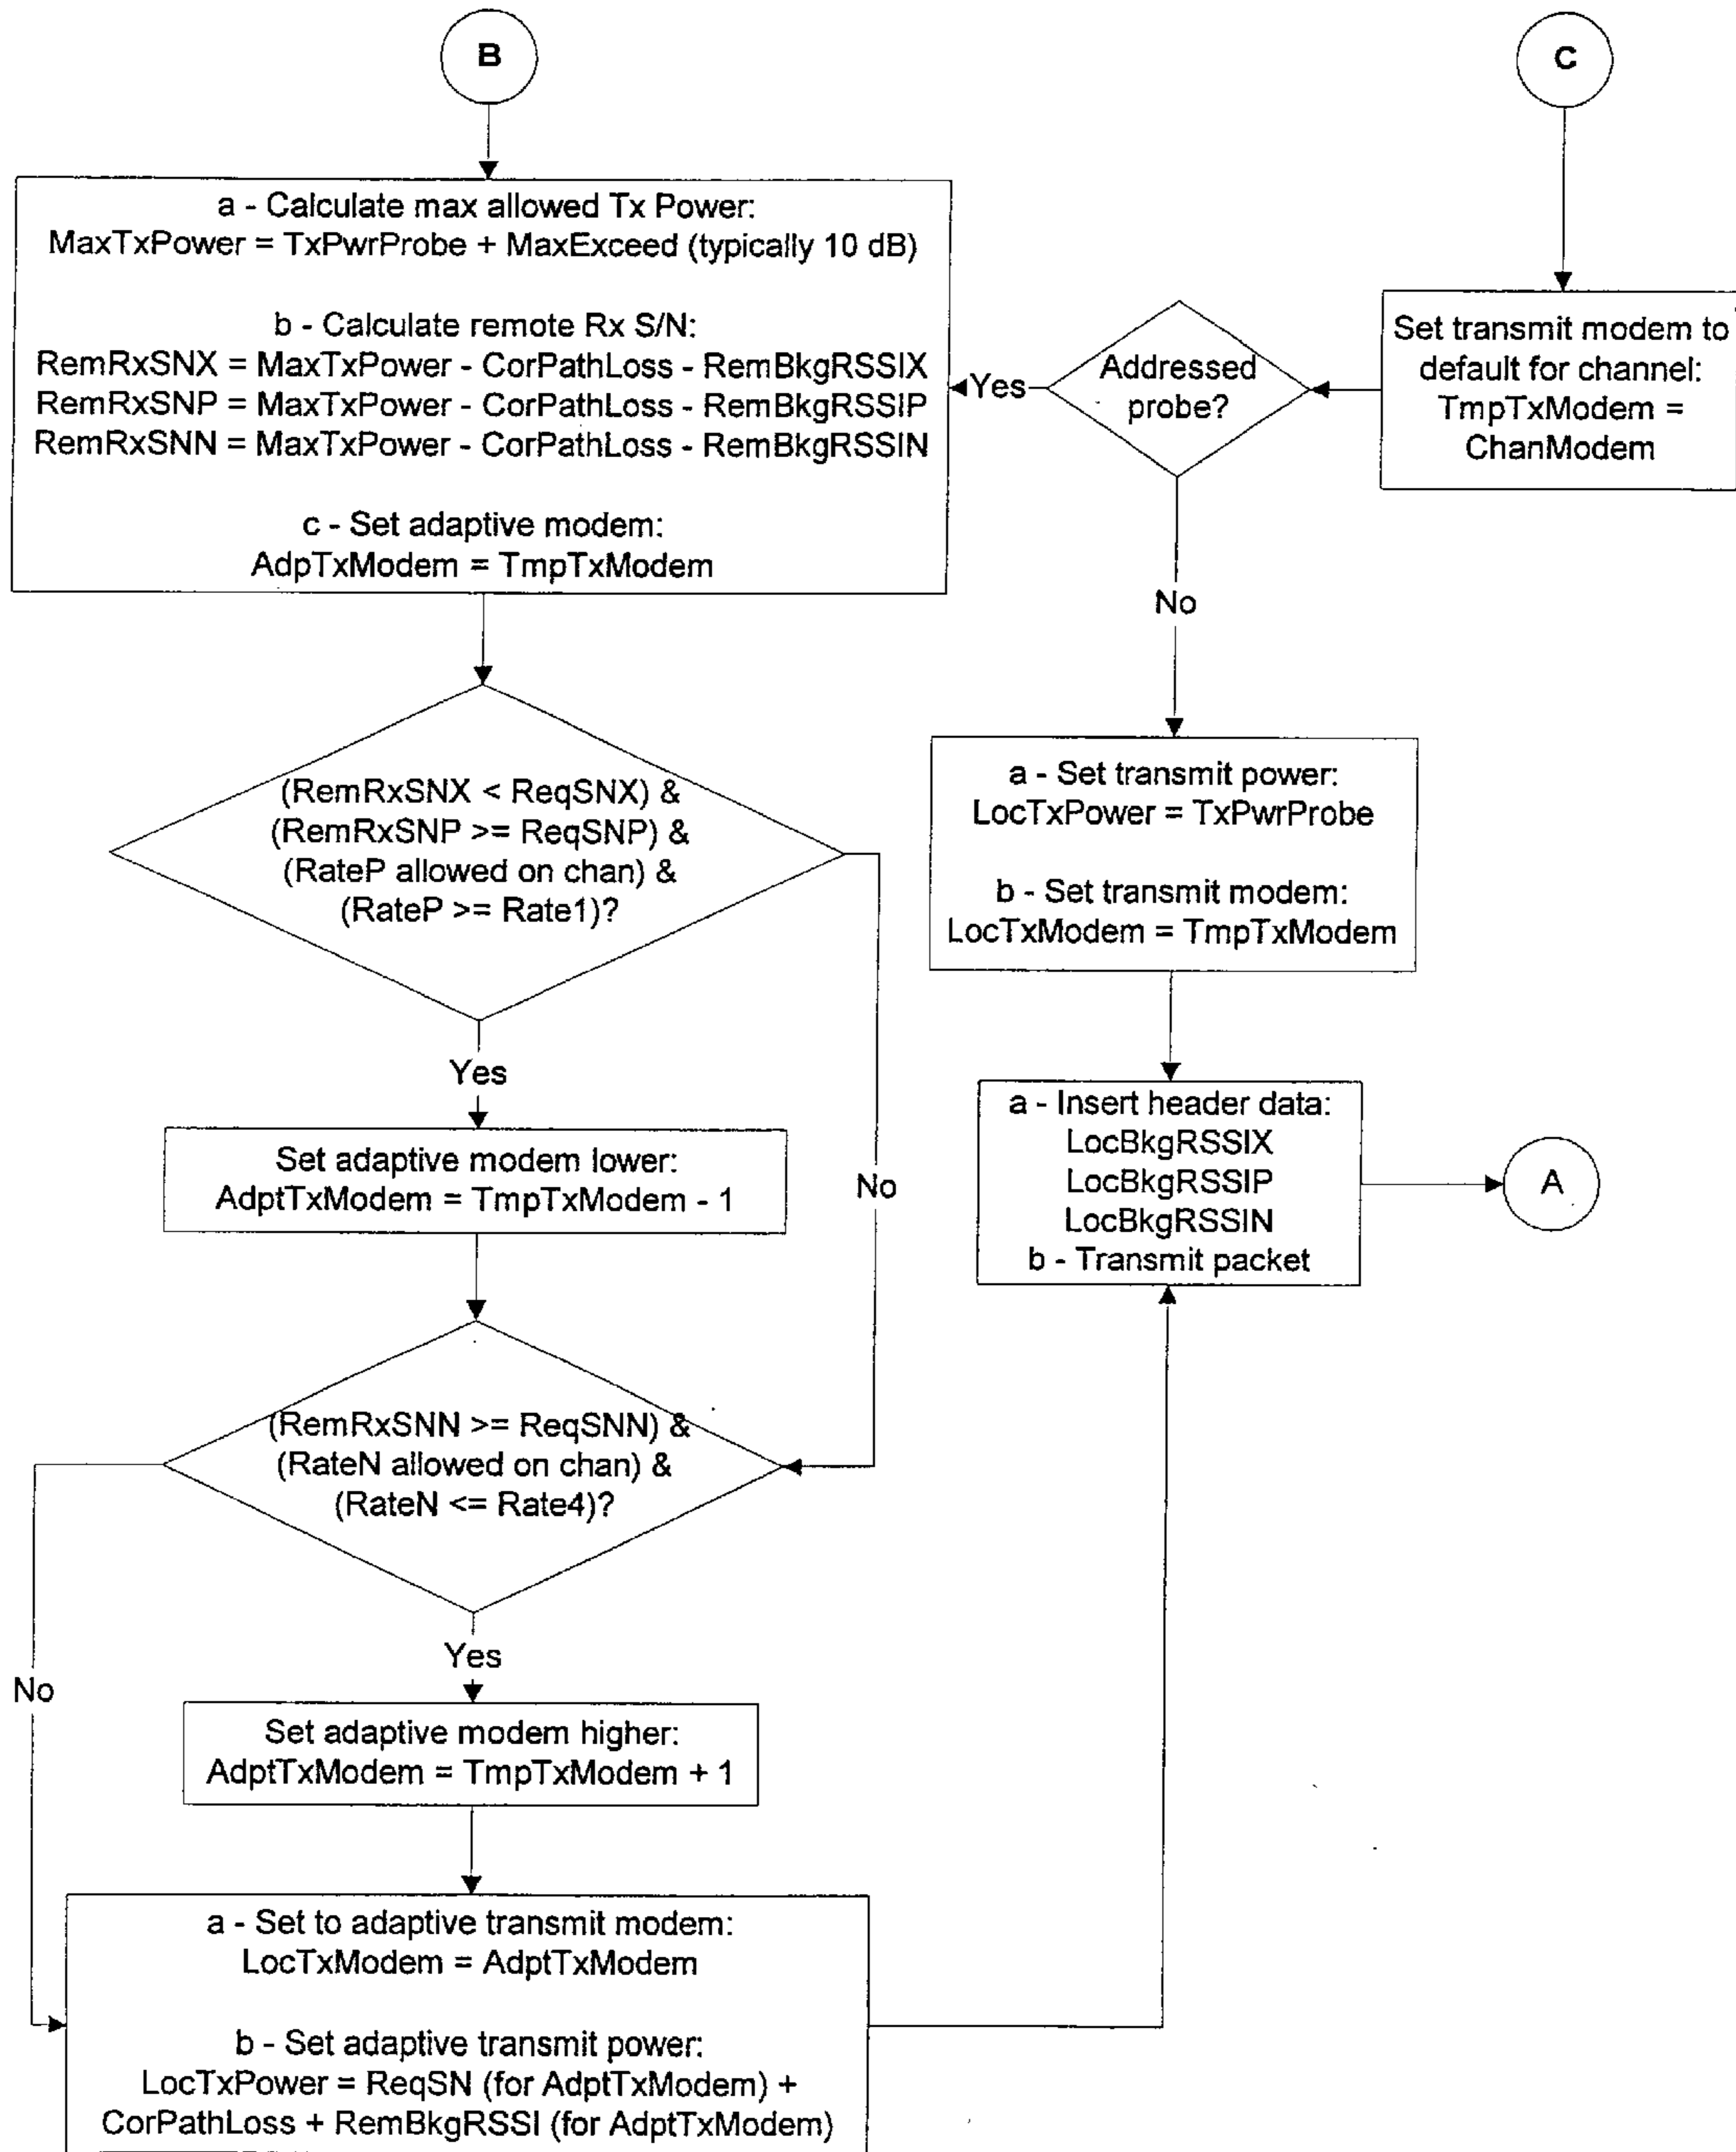 B
C
a - Calculate max allowed Tx Power:
MaxTxPower = TxPwrProbe + MaxExceed (typically 10 dB)
b - Calculate remote Rx S/N:
RemRxSNX = MaxTxPower - CorPathLoss - RemBkgRSSIX
RemRxSNP = MaxTxPower - CorPathLoss - RemBkgRSSIP
RemRxSNN = MaxTxPower - CorPathLoss - RemBkgRSSIN
c - Set adaptive modem:
AdpTxModem = TmpTxModem
Yes
Addressed
probe?
Set transmit modem to
default for channel:
TmpTxModem =
ChanModem
No
(RemRxSNX < ReqSNX) &
(RemRxSNP >= ReqSNP) &
(RateP allowed on chan) &
(RateP >= Rate1)?
a - Set transmit power:
LocTxPower = TxPwrProbe
b - Set transmit modem:
LocTxModem = TmpTxModem
Yes
Set adaptive modem lower:
AdptTxModem = TmpTxModem - 1
No
a - Insert header data:
LocBkgRSSIX
LocBkgRSSIP
LocBkgRSSIN
b - Transmit packet
A
(RemRxSNN >= ReqSNN) &
(RateN allowed on chan) &
(RateN <= Rate4)?
Yes
No
Set adaptive modem higher:
AdptTxModem = TmpTxModem + 1
a - Set to adaptive transmit modem:
LocTxModem = AdptTxModem
b - Set adaptive transmit power:
LocTxPower = ReqSN (for AdptTxModem) +
CorPathLoss + RemBkgRSSI (for AdptTxModem)